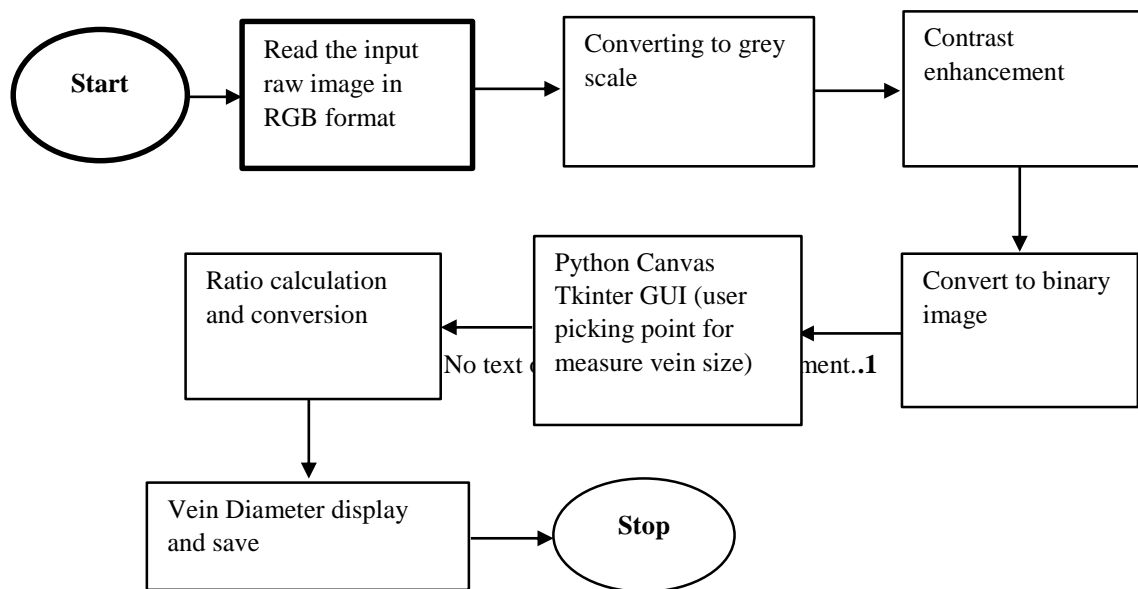 Start
Read the input
raw image in
RGB format
Converting to grey
scale
Contrast
enhancement
Convert to binary
image
Python Canvas
Tkinter GUI (user
picking point for
measure vein size)
Ratio calculation
and conversion
No text
ment..1
Vein Diameter display
and save
Stop